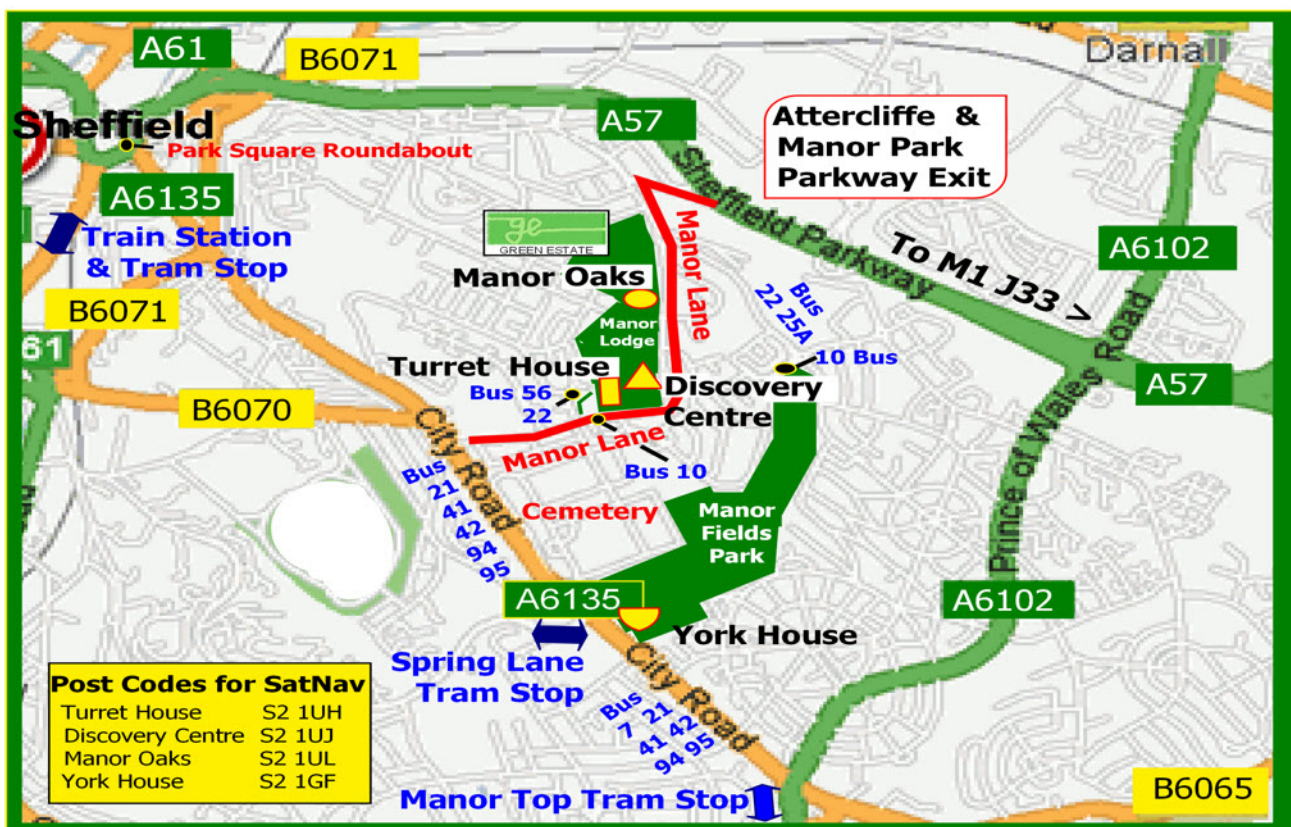 A61
B6071
Darnall
Sheffield
Park Square Roundabout
A57
Attercliffe &
Manor Park
Parkway Exit
A6135
Train Station
& Tram Stop
Sheffield Parkway
To M1 J33 >
A6102
ge
GREEN ESTATE
Manor Oaks
Manor Lane
B6071
61
Manor
Lodge
Bus
22 25A
10 Bus
Turret House
Bus 56
22
Discovery
Centre
A57
B6070
Manor Lane
Bus 10
City Road
Bus
21
41
42
94
95
Cemetery
Manor
Fields
Park
Prince of Wales Road
A6135
A6102
York House
Spring Lane
Tram Stop
City Road
Bus
7 21
41 42
94 95
Post Codes for SatNav
Turret House S2 1UH
Discovery Centre S2 1UJ
Manor Oaks S2 1UL
York House S2 1GF
Manor Top Tram Stop
B6065